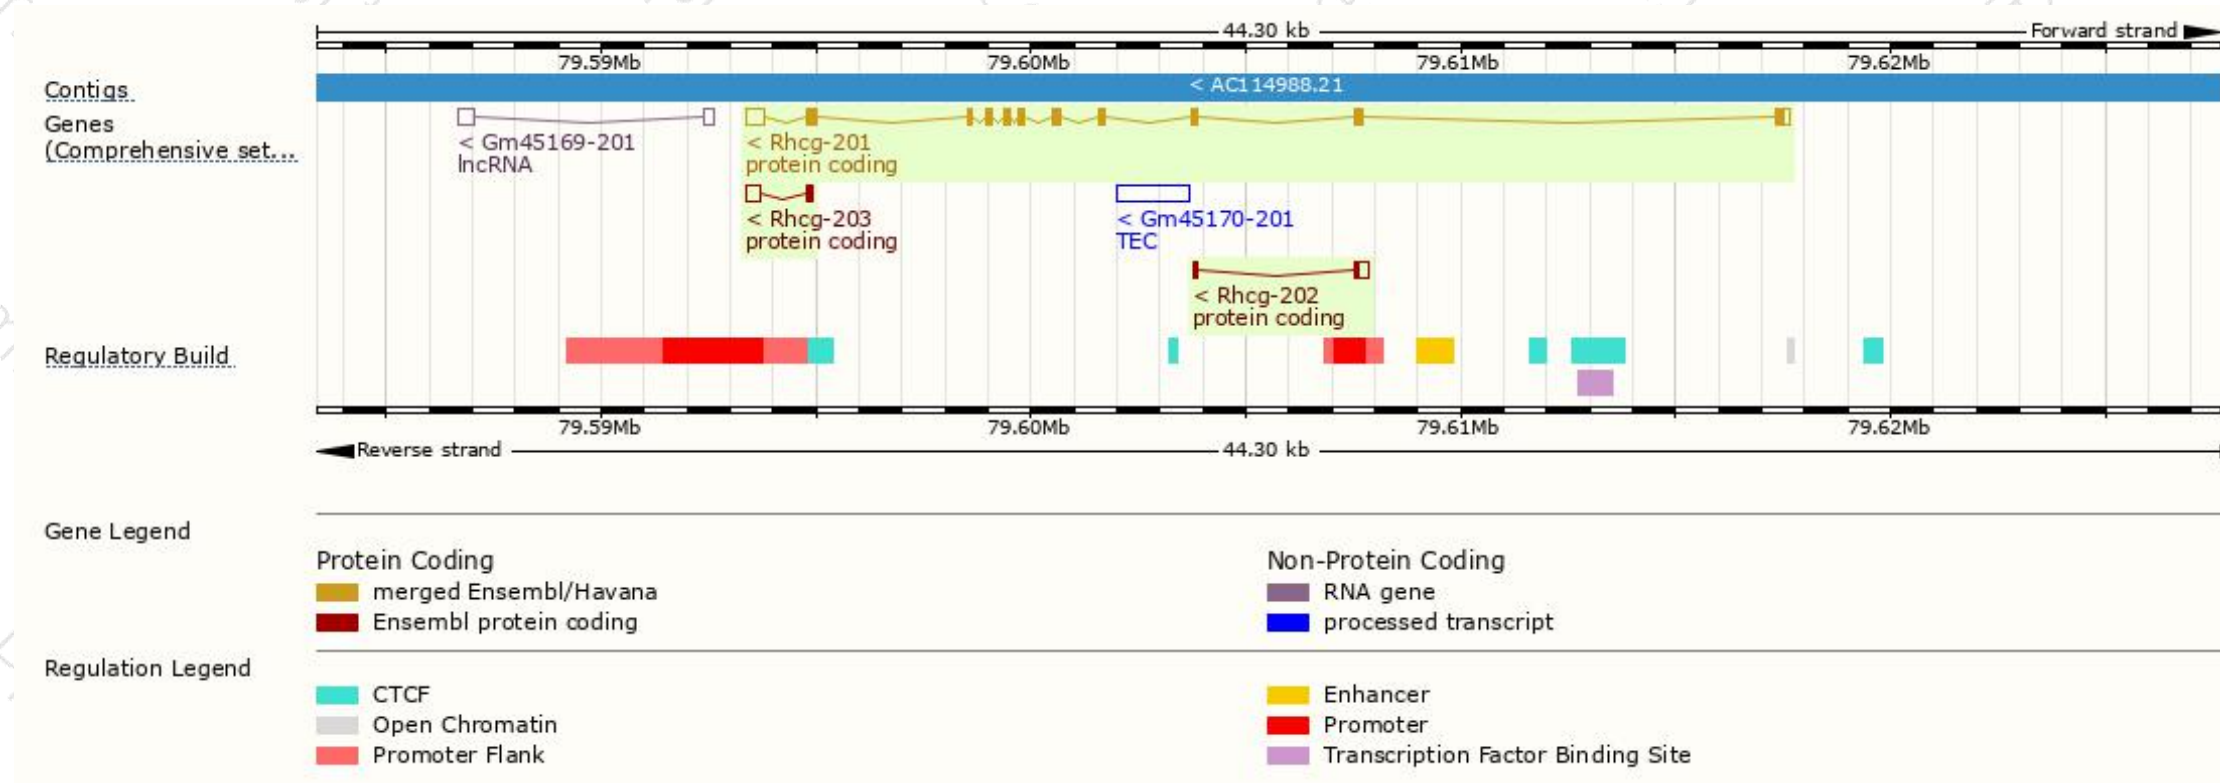 44.30 kb
Forward strand
79.59Mb 79.60Mb 79.61Mb 79.62Mb
Contigs
< AC114988.21
Genes
(Comprehensive set...
< Gm45169-201
lncRNA
< Rhcg-201
protein coding
< Rhcg-203
protein coding
< Gm45170-201
TEC
< Rhcg-202
protein coding
Regulatory Build
79.59Mb 79.60Mb 79.61Mb 79.62Mb
Reverse strand
44.30 kb
Gene Legend
Protein Coding
merged Ensembl/Havana
Ensembl protein coding
Non-Protein Coding
RNA gene
processed transcript
Regulation Legend
CTCF
Open Chromatin
Promoter Flank
Enhancer
Promoter
Transcription Factor Binding Site